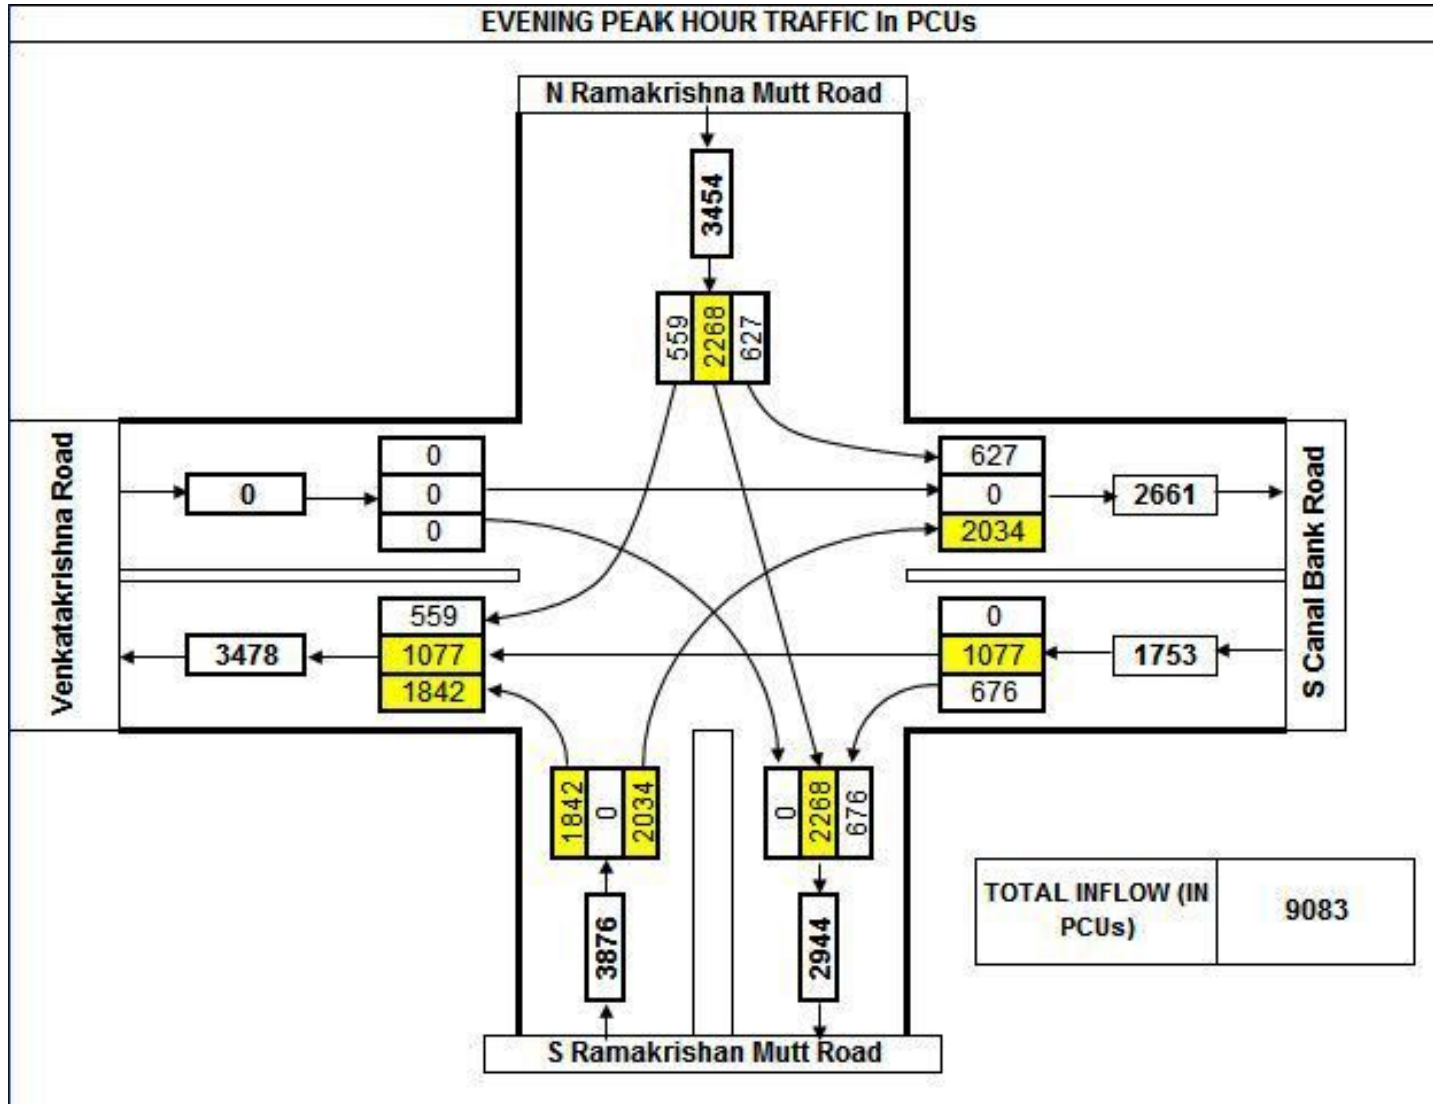 EVENING PEAK HOUR TRAFFIC In PCUs
N Ramakrishna Mutt Road
3454
559 2268 627
Venkatakrishna Road
0
0
0
0
627
0
2034
2661
S Canal Bank Road
3478
559
1077
1842
0
1077
676
1753
1842 0 2034
0 2268 676
3876
2944
TOTAL INFLOW (IN
PCUs)
9083
S Ramakrishan Mutt Road